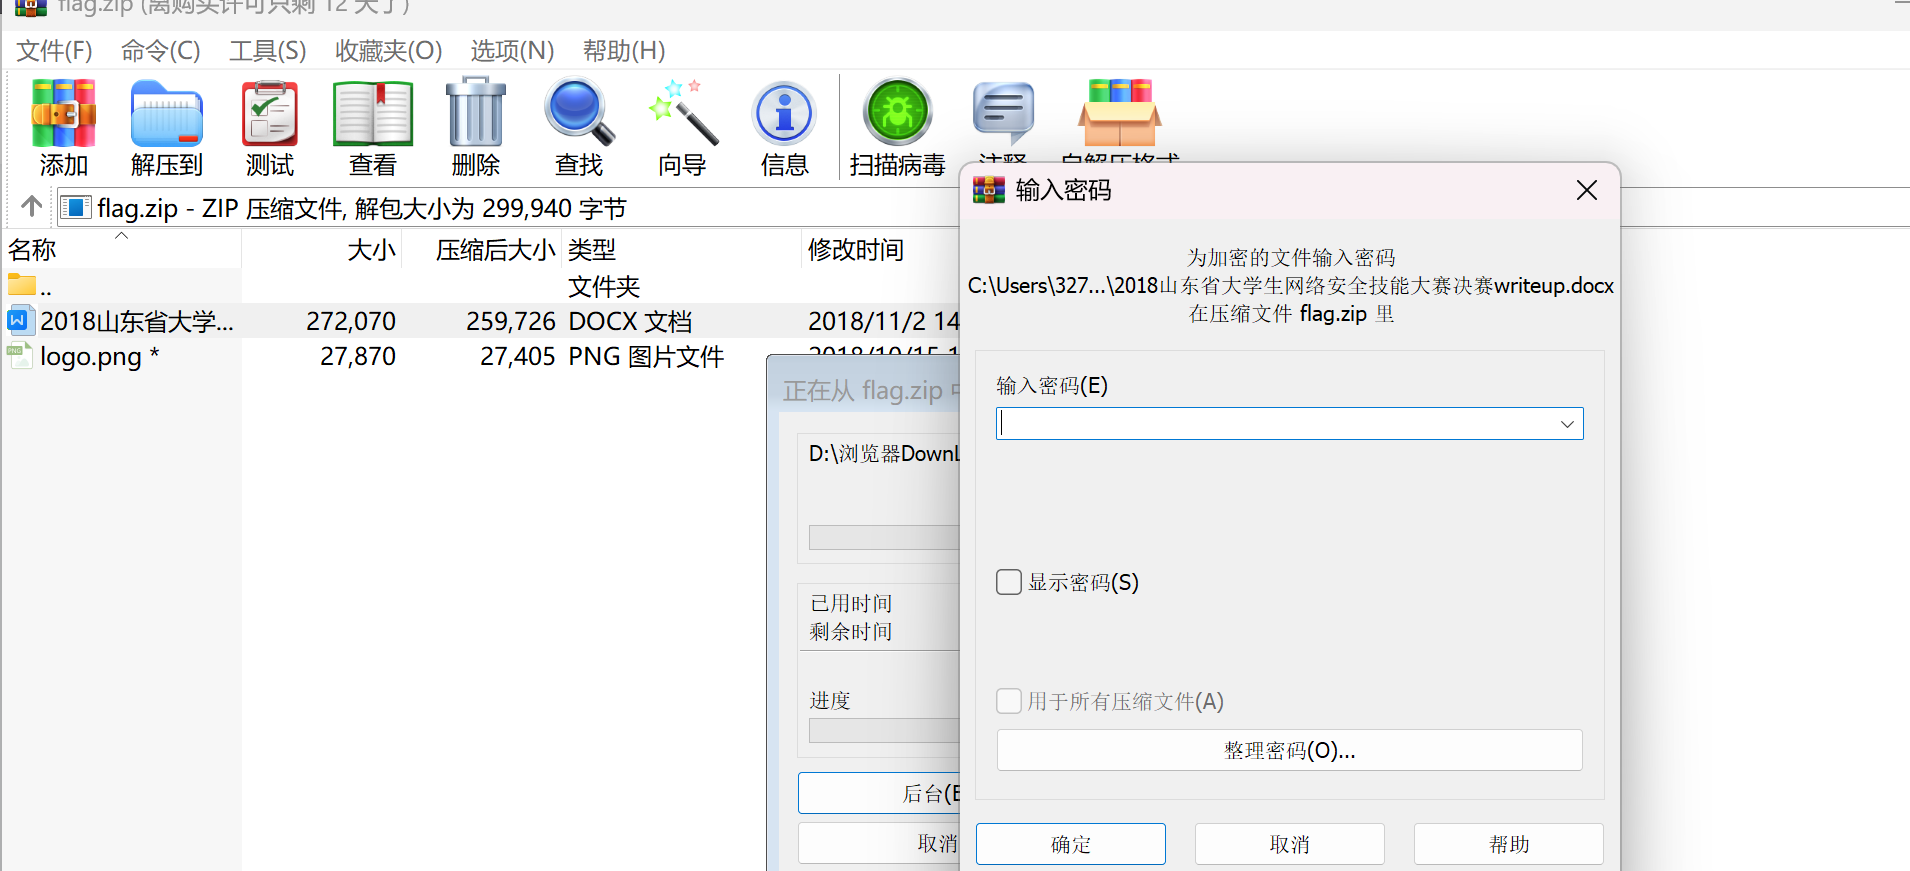 flag.zip (离购买许可只剩 12 天了)
文件(F) 命令(C) 工具(S) 收藏夹(O) 选项(N) 帮助(H)
添加 解压到 测试 查看 删除 查找 向导 信息 扫描病毒 注释 自解压格式
flag.zip - ZIP 压缩文件, 解包大小为 299,940 字节
名称 大小 压缩后大小 类型 修改时间
.. 文件夹
2018山东省大学... 272,070 259,726 DOCX 文档 2018/11/2 14
logo.png * 27,870 27,405 PNG 图片文件 2018/10/15 1
正在从 flag.zip
D:\浏览器DownL
已用时间
剩余时间
进度
后台(B
取消
输入密码
为加密的文件输入密码
C:\Users\327...\2018山东省大学生网络安全技能大赛决赛writeup.docx
在压缩文件 flag.zip 里
输入密码(E)
显示密码(S)
用于所有压缩文件(A)
整理密码(O)...
确定 取消 帮助